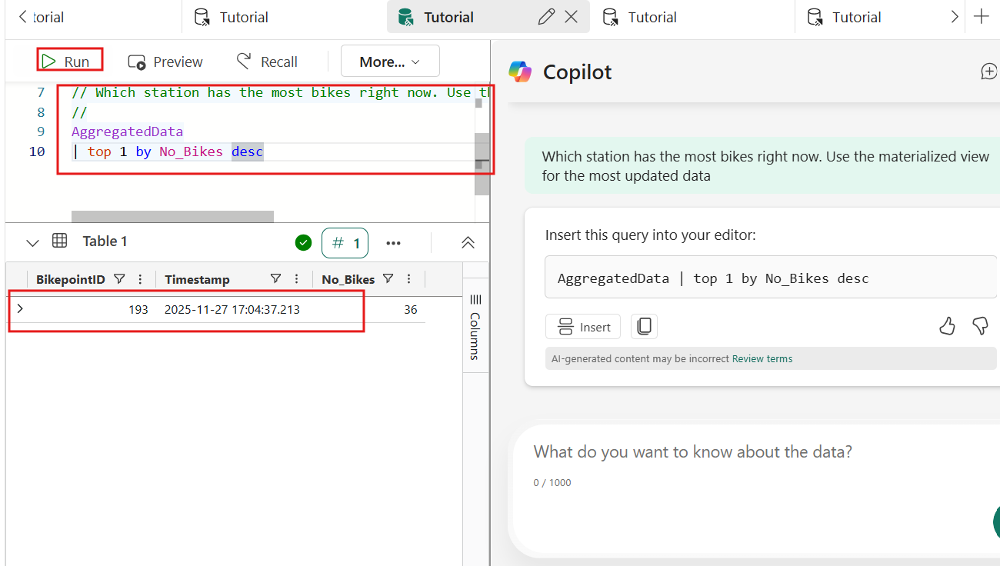 torial
Tutorial
Tutorial
Tutorial
Tutorial
Run
Preview
Recall
More...
7 // Which station has the most bikes right now. Use th
8 //
9 AggregatedData
10 | top 1 by No_Bikes desc
Table 1
# 1
BikepointID Timestamp No_Bikes
193 2025-11-27 17:04:37.213 36
Columns
Copilot
Which station has the most bikes right now. Use the materialized view
for the most updated data
Insert this query into your editor:
AggregatedData | top 1 by No_Bikes desc
Insert
AI-generated content may be incorrect Review terms
What do you want to know about the data?
0 / 1000